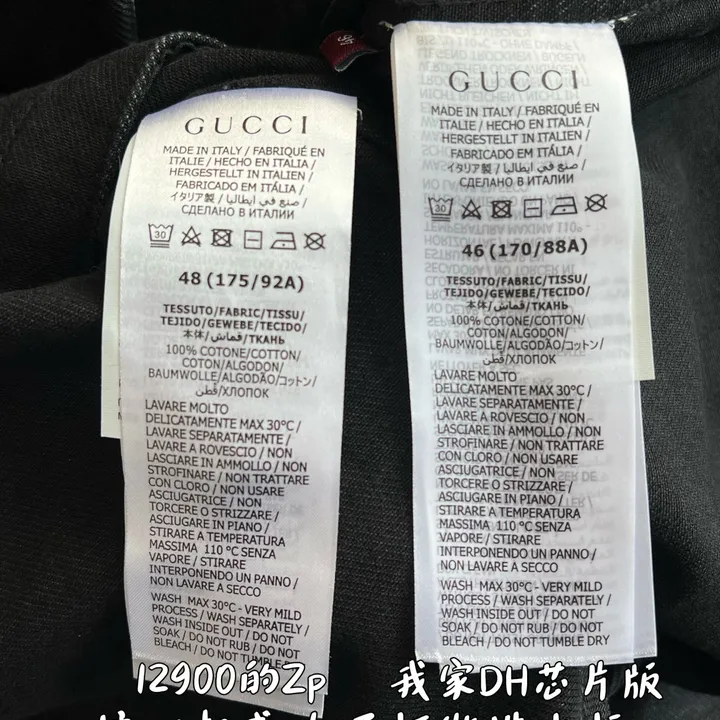 GUCCI
MADE IN ITALY / FABRIQUÉ EN
ITALIE / HECHO EN ITALIA /
HERGESTELLT IN ITALIEN /
FABRICADO EM ITÁLIA /
イタリア製 / صنع في ايطاليا /
СДЕЛАНО В ИТАЛИИ
30
48 (175/92A)
TESSUTO/FABRIC/TISSU/
TEJIDO/GEWEBE/TECIDO/
本体/قماش/ТКАНЬ
100% COTONE/COTTON/
COTON/ALGODON/
BAUMWOLLE/ALGODÃO/コットン/
قطن/ХЛОПОК
LAVARE MOLTO
DELICATAMENTE MAX 30°C /
LAVARE SEPARATAMENTE /
LAVARE A ROVESCIO / NON
LASCIARE IN AMMOLLO / NON
STROFINARE / NON TRATTARE
CON CLORO / NON USARE
ASCIUGATRICE / NON
TORCERE O STRIZZARE /
ASCIUGARE IN PIANO /
STIRARE A TEMPERATURA
MASSIMA 110 °C SENZA
VAPORE / STIRARE
INTERPONENDO UN PANNO /
NON LAVARE A SECCO
WASH MAX 30°C - VERY MILD
PROCESS / WASH SEPARATELY /
WASH INSIDE OUT / DO NOT
SOAK / DO NOT RUB / DO NOT
BLEACH / DO NOT TUMBLE
GUCCI
MADE IN ITALY / FABRIQUÉ EN
ITALIE / HECHO EN ITALIA /
HERGESTELLT IN ITALIEN /
FABRICADO EM ITÁLIA /
イタリア製 / صنع في ايطاليا /
СДЕЛАНО В ИТАЛИИ
30
46 (170/88A)
TESSUTO/FABRIC/TISSU/
TEJIDO/GEWEBE/TECIDO/
本体/قماش/ТКАНЬ
100% COTONE/COTTON/
COTON/ALGODON/
BAUMWOLLE/ALGODÃO/コットン/
قطن/ХЛОПОК
LAVARE MOLTO
DELICATAMENTE MAX 30°C /
LAVARE SEPARATAMENTE /
LAVARE A ROVESCIO / NON
LASCIARE IN AMMOLLO / NON
STROFINARE / NON TRATTARE
CON CLORO / NON USARE
ASCIUGATRICE / NON
TORCERE O STRIZZARE /
ASCIUGARE IN PIANO /
STIRARE A TEMPERATURA
MASSIMA 110°C SENZA
VAPORE / STIRARE
INTERPONENDO UN PANNO /
NON LAVARE A SECCO
WASH MAX 30°C - VERY MILD
PROCESS / WASH SEPARATELY /
WASH INSIDE OUT / DO NOT
SOAK / DO NOT RUB / DO NOT
BLEACH / DO NOT TUMBLE DRY
12900的Zp 我家DH芯片版